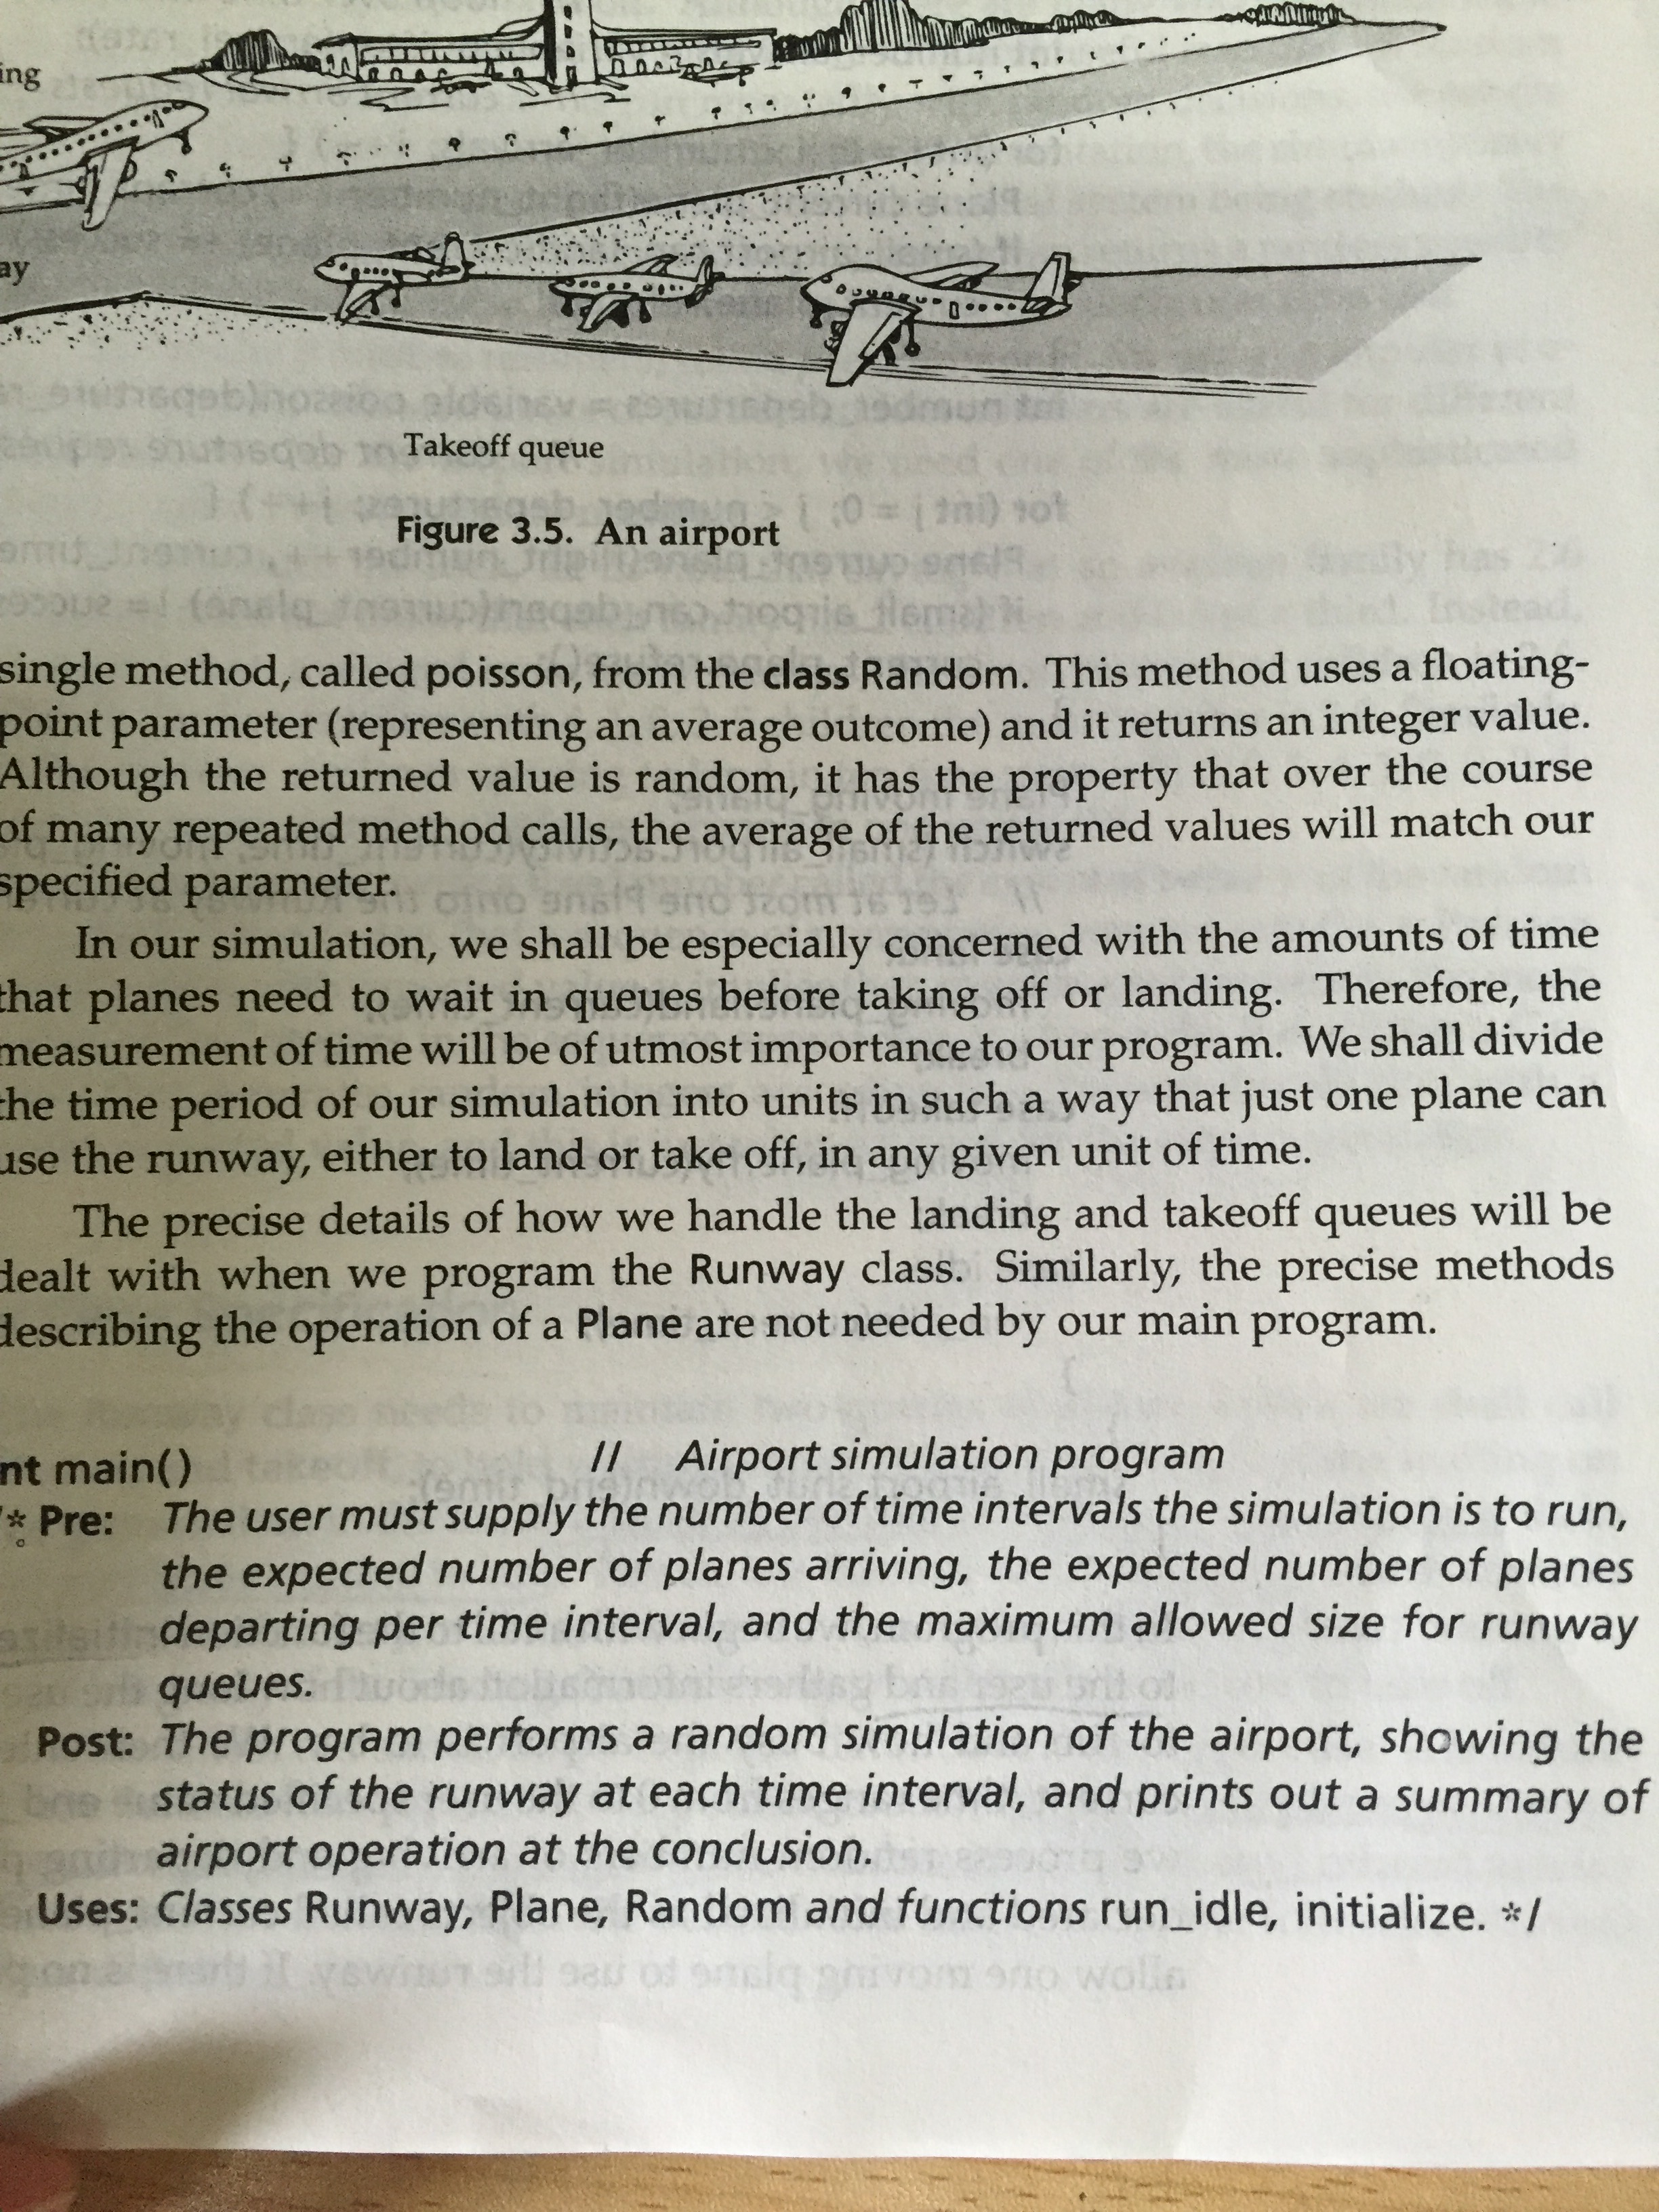 ing
ay
Takeoff queue
Figure 3.5. An airport
single method, called poisson, from the class Random. This method uses a floating-
point parameter (representing an average outcome) and it returns an integer value.
Although the returned value is random, it has the property that over the course
of many repeated method calls, the average of the returned values will match our
specified parameter.
In our simulation, we shall be especially concerned with the amounts of time
that planes need to wait in queues before taking off or landing. Therefore, the
measurement of time will be of utmost importance to our program. We shall divide
the time period of our simulation into units in such a way that just one plane can
use the runway, either to land or take off, in any given unit of time.
The precise details of how we handle the landing and takeoff queues will be
dealt with when we program the Runway class. Similarly, the precise methods
describing the operation of a Plane are not needed by our main program.
nt main() // Airport simulation program
/* Pre: The user must supply the number of time intervals the simulation is to run,
the expected number of planes arriving, the expected number of planes
departing per time interval, and the maximum allowed size for runway
queues.
Post: The program performs a random simulation of the airport, showing the
status of the runway at each time interval, and prints out a summary of
airport operation at the conclusion.
Uses: Classes Runway, Plane, Random and functions run_idle, initialize. */